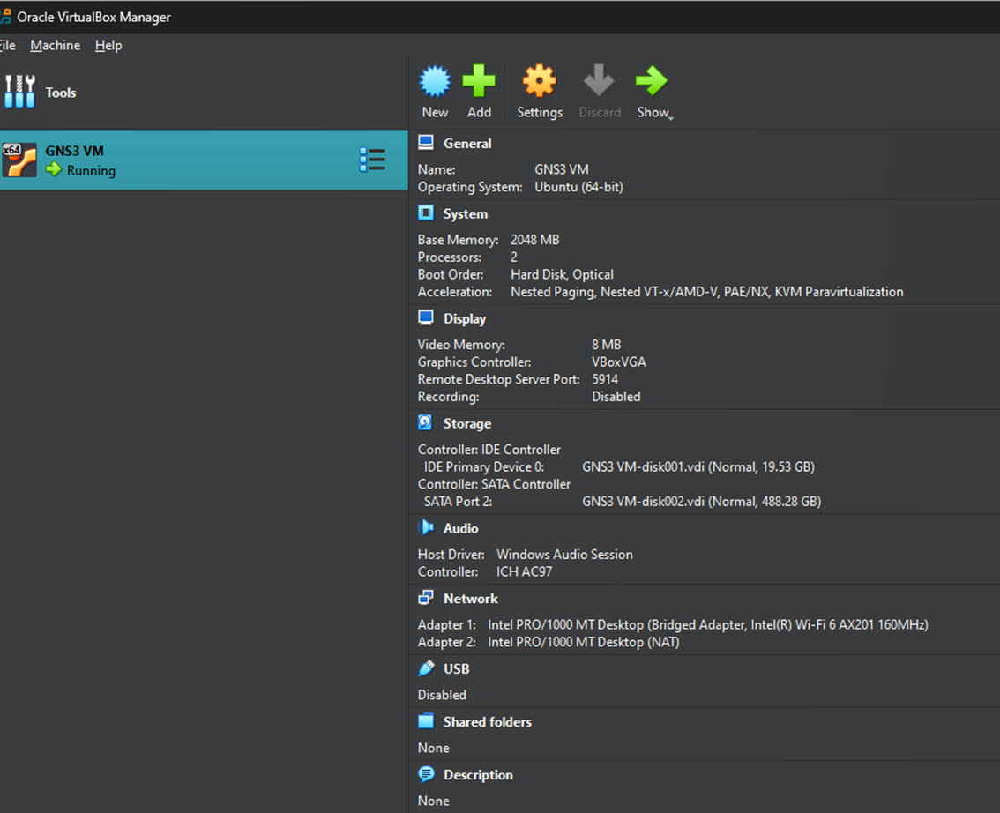 Oracle VirtualBox Manager
File Machine Help
Tools
New Add Settings Discard Show
x64
GNS3 VM
Running
General
Name: GNS3 VM
Operating System: Ubuntu (64-bit)
System
Base Memory: 2048 MB
Processors: 2
Boot Order: Hard Disk, Optical
Acceleration: Nested Paging, Nested VT-x/AMD-V, PAE/NX, KVM Paravirtualization
Display
Video Memory: 8 MB
Graphics Controller: VBoxVGA
Remote Desktop Server Port: 5914
Recording: Disabled
Storage
Controller: IDE Controller
IDE Primary Device 0: GNS3 VM-disk001.vdi (Normal, 19.53 GB)
Controller: SATA Controller
SATA Port 2: GNS3 VM-disk002.vdi (Normal, 488.28 GB)
Audio
Host Driver: Windows Audio Session
Controller: ICH AC97
Network
Adapter 1: Intel PRO/1000 MT Desktop (Bridged Adapter, Intel(R) Wi-Fi 6 AX201 160MHz)
Adapter 2: Intel PRO/1000 MT Desktop (NAT)
USB
Disabled
Shared folders
None
Description
None